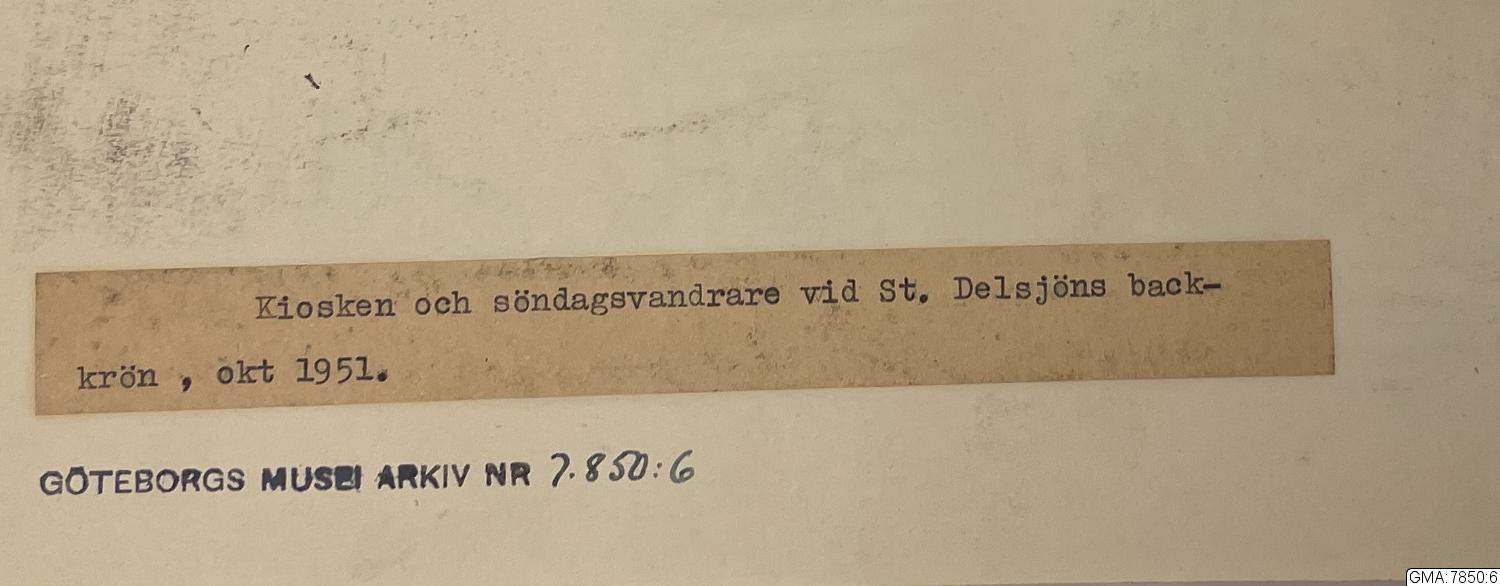 Kiosken och söndagsvandrare vid St. Delsjöns back-
krön , okt 1951.
GÖTEBORGS MUSEI ARKIV NR 7.850:6
GMA:7850:6